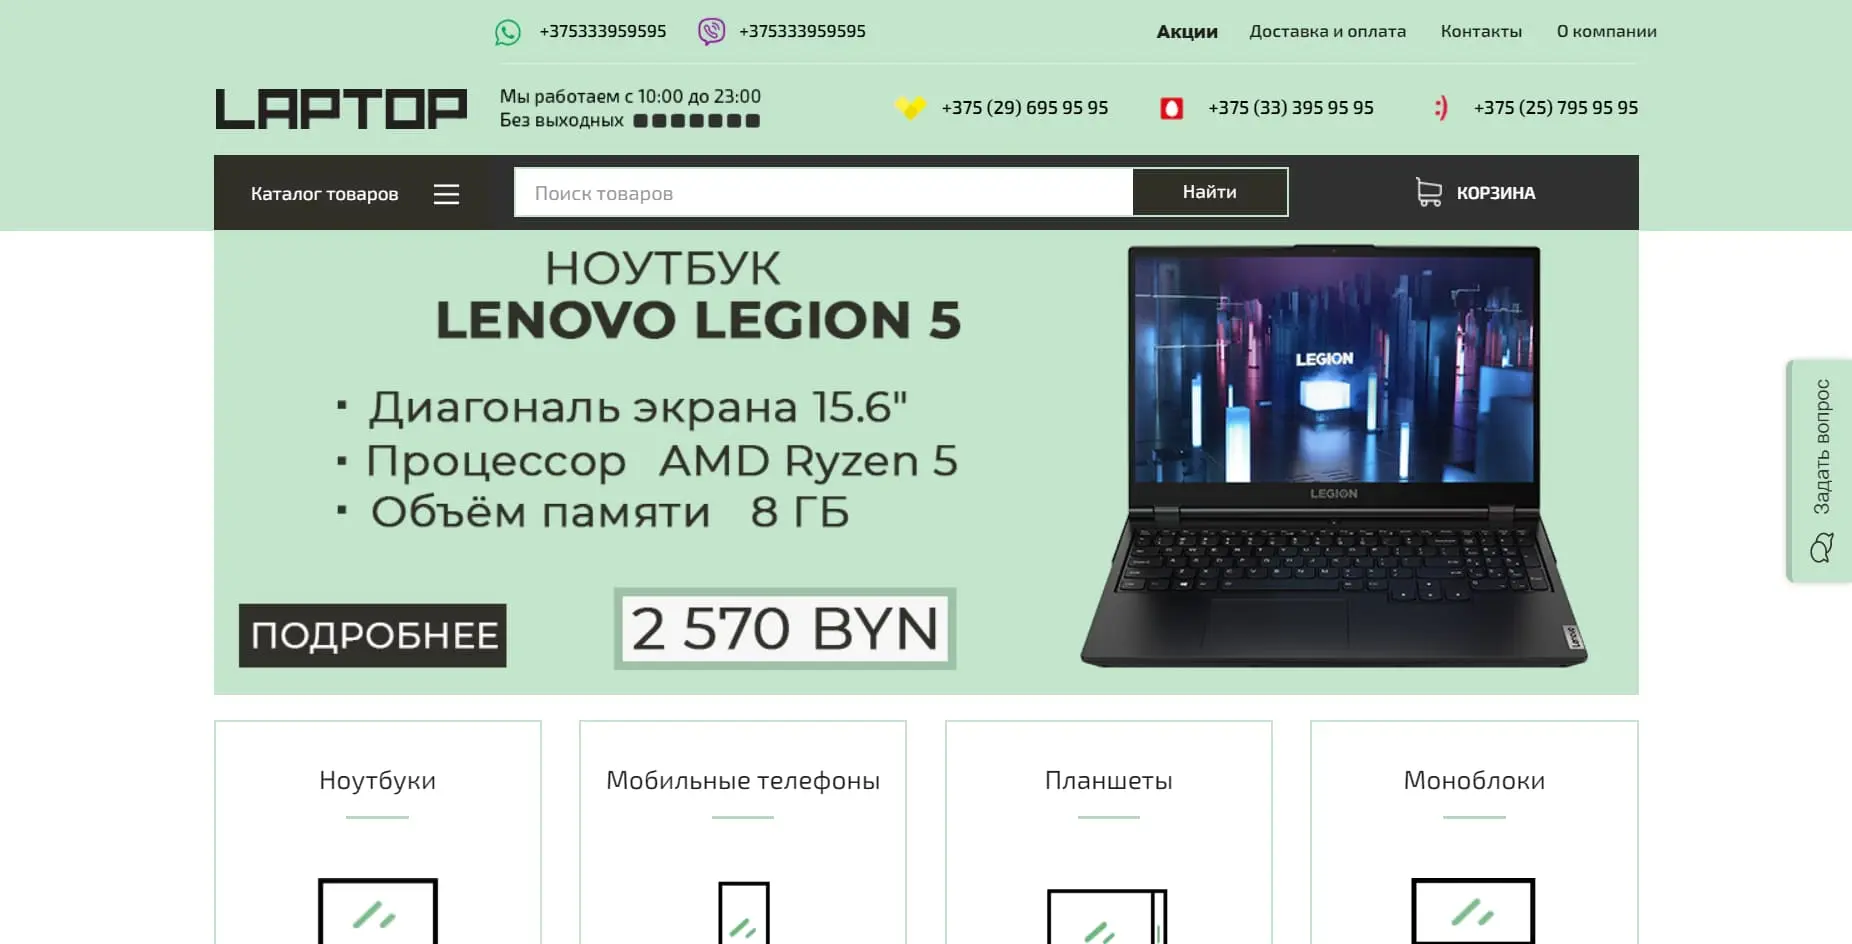 +375333959595
+375333959595
Акции
Доставка и оплата
Контакты
О компании
LAPTOP
Мы работаем с 10:00 до 23:00
Без выходных
+375 (29) 695 95 95
+375 (33) 395 95 95
+375 (25) 795 95 95
Каталог товаров
Поиск товаров
Найти
КОРЗИНА
НОУТБУК
LENOVO LEGION 5
Диагональ экрана 15.6"
Процессор AMD Ryzen 5
Объём памяти 8 ГБ
ПОДРОБНЕЕ
2 570 BYN
LEGION
LEGION
Lenovo
Задать вопрос
Ноутбуки
Мобильные телефоны
Планшеты
Моноблоки